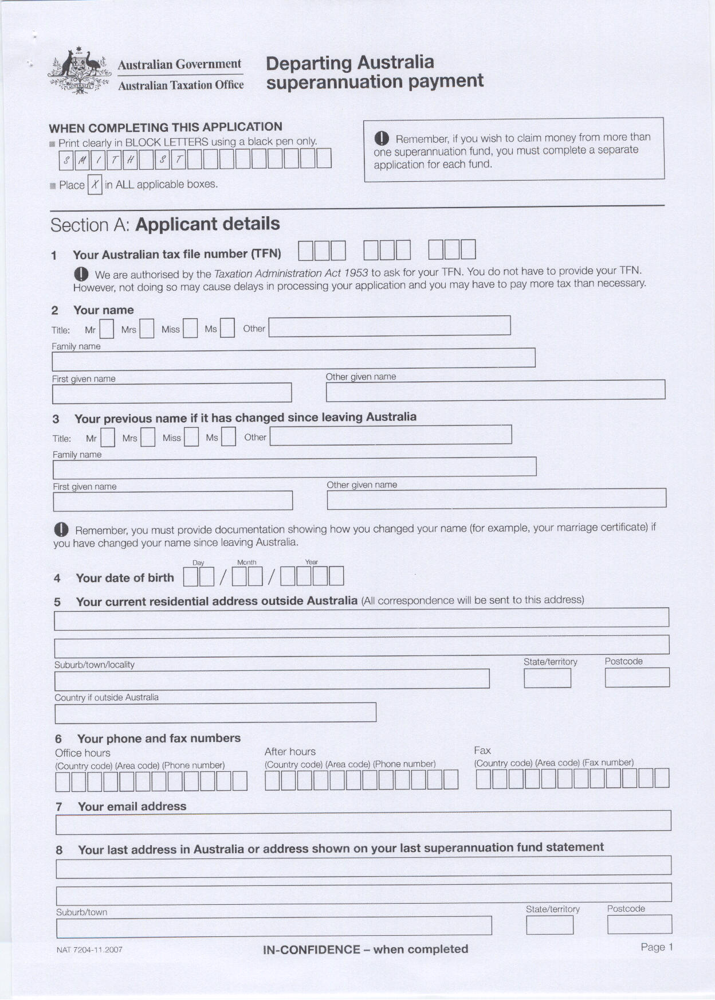 Australian Government
Australian Taxation Office
Departing Australia
superannuation payment
WHEN COMPLETING THIS APPLICATION
Print clearly in BLOCK LETTERS using a black pen only.
SMITH ST
Place X in ALL applicable boxes.
Remember, if you wish to claim money from more than
one superannuation fund, you must complete a separate
application for each fund.
Section A: Applicant details
1 Your Australian tax file number (TFN)
We are authorised by the Taxation Administration Act 1953 to ask for your TFN. You do not have to provide your TFN.
However, not doing so may cause delays in processing your application and you may have to pay more tax than necessary.
2 Your name
Title: Mr Mrs Miss Ms Other
Family name
First given name Other given name
3 Your previous name if it has changed since leaving Australia
Title: Mr Mrs Miss Ms Other
Family name
First given name Other given name
Remember, you must provide documentation showing how you changed your name (for example, your marriage certificate) if
you have changed your name since leaving Australia.
Day Month Year
4 Your date of birth / /
5 Your current residential address outside Australia (All correspondence will be sent to this address)
Suburb/town/locality State/territory Postcode
Country if outside Australia
6 Your phone and fax numbers
Office hours After hours Fax
(Country code) (Area code) (Phone number) (Country code) (Area code) (Phone number) (Country code) (Area code) (Fax number)
7 Your email address
8 Your last address in Australia or address shown on your last superannuation fund statement
Suburb/town State/territory Postcode
NAT 7204-11.2007 IN-CONFIDENCE – when completed Page 1